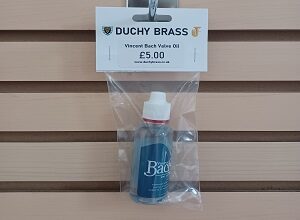 DUCHY BRASS
Vincent Bach Valve Oil
£5.00
www.duchybrass.co.uk
Bach